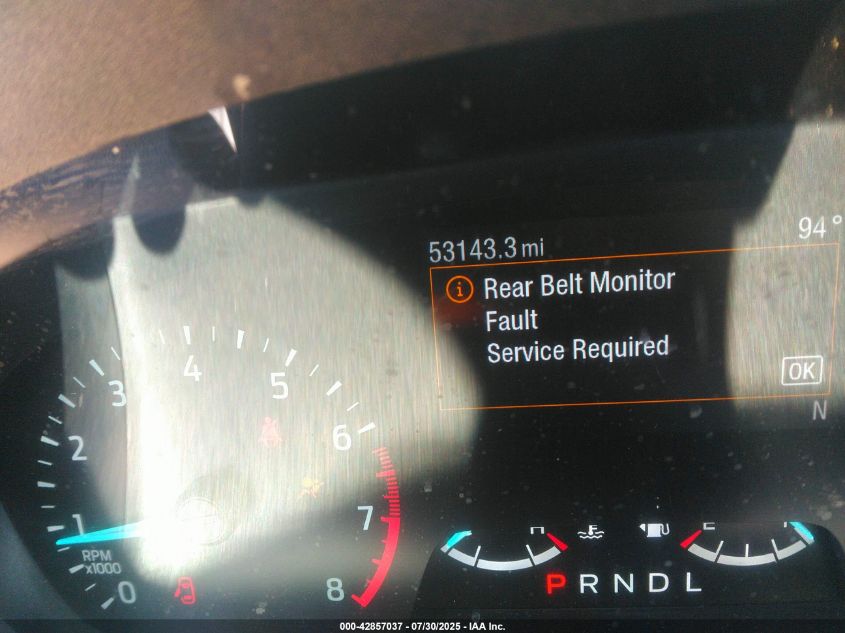 53143.3 mi
94°
Rear Belt Monitor
Fault
Service Required
OK
N
1
2
3
4
5
6
7
8
0
RPM
x1000
P R N D L
000-42857037 - 07/30/2025 - IAA Inc.